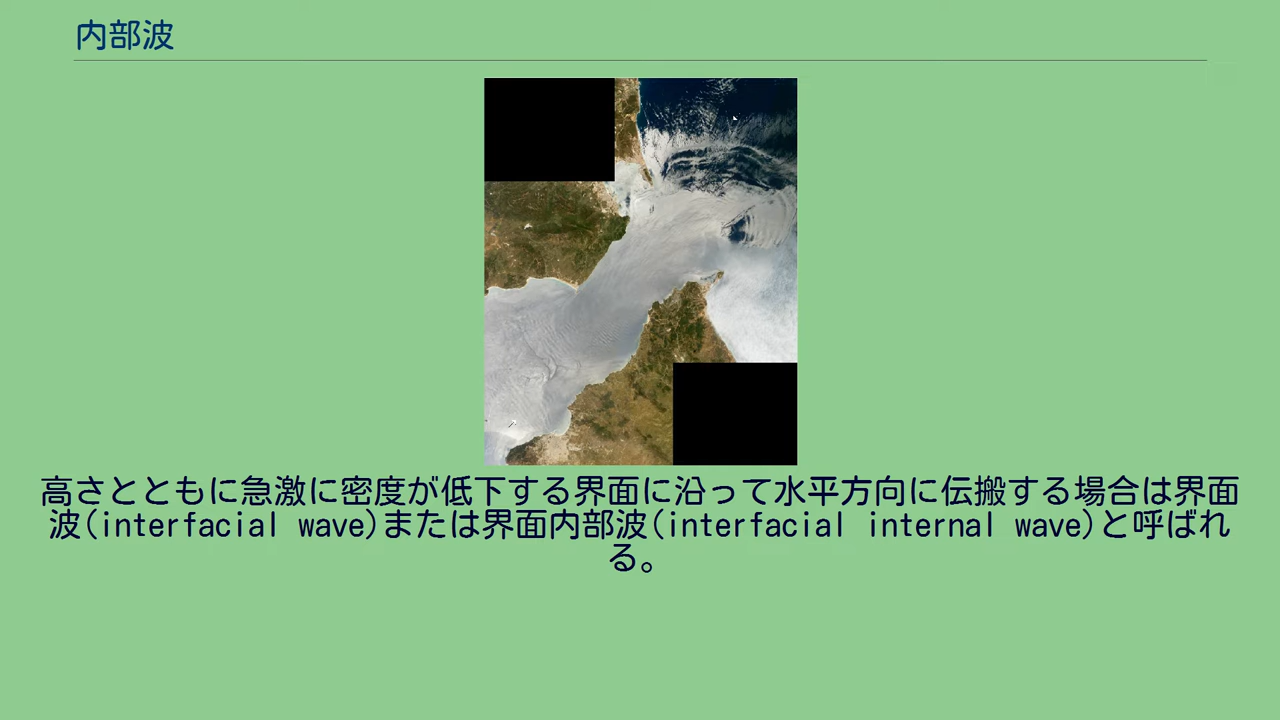 内部波
高さとともに急激に密度が低下する界面に沿って水平方向に伝搬する場合は界面
波(interfacial wave)または界面内部波(interfacial internal wave)と呼ばれ
る。